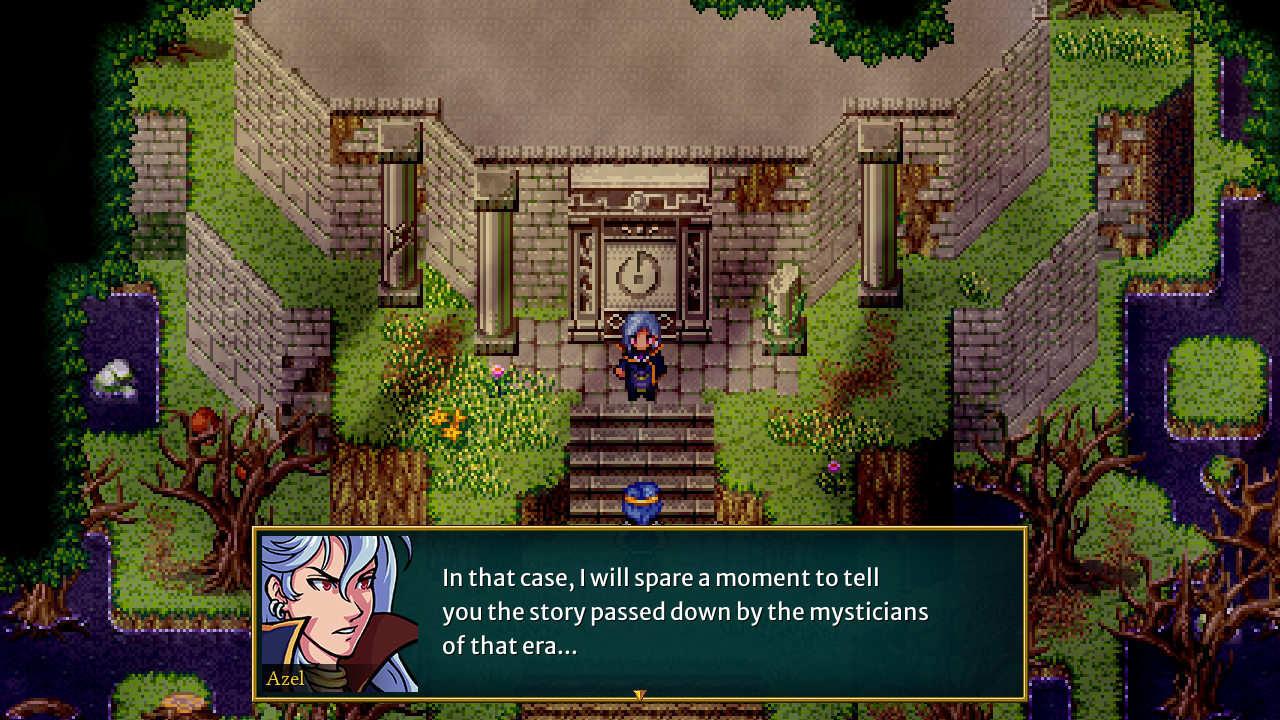 In that case, I will spare a moment to tell
you the story passed down by the mysticians
of that era...
Azel